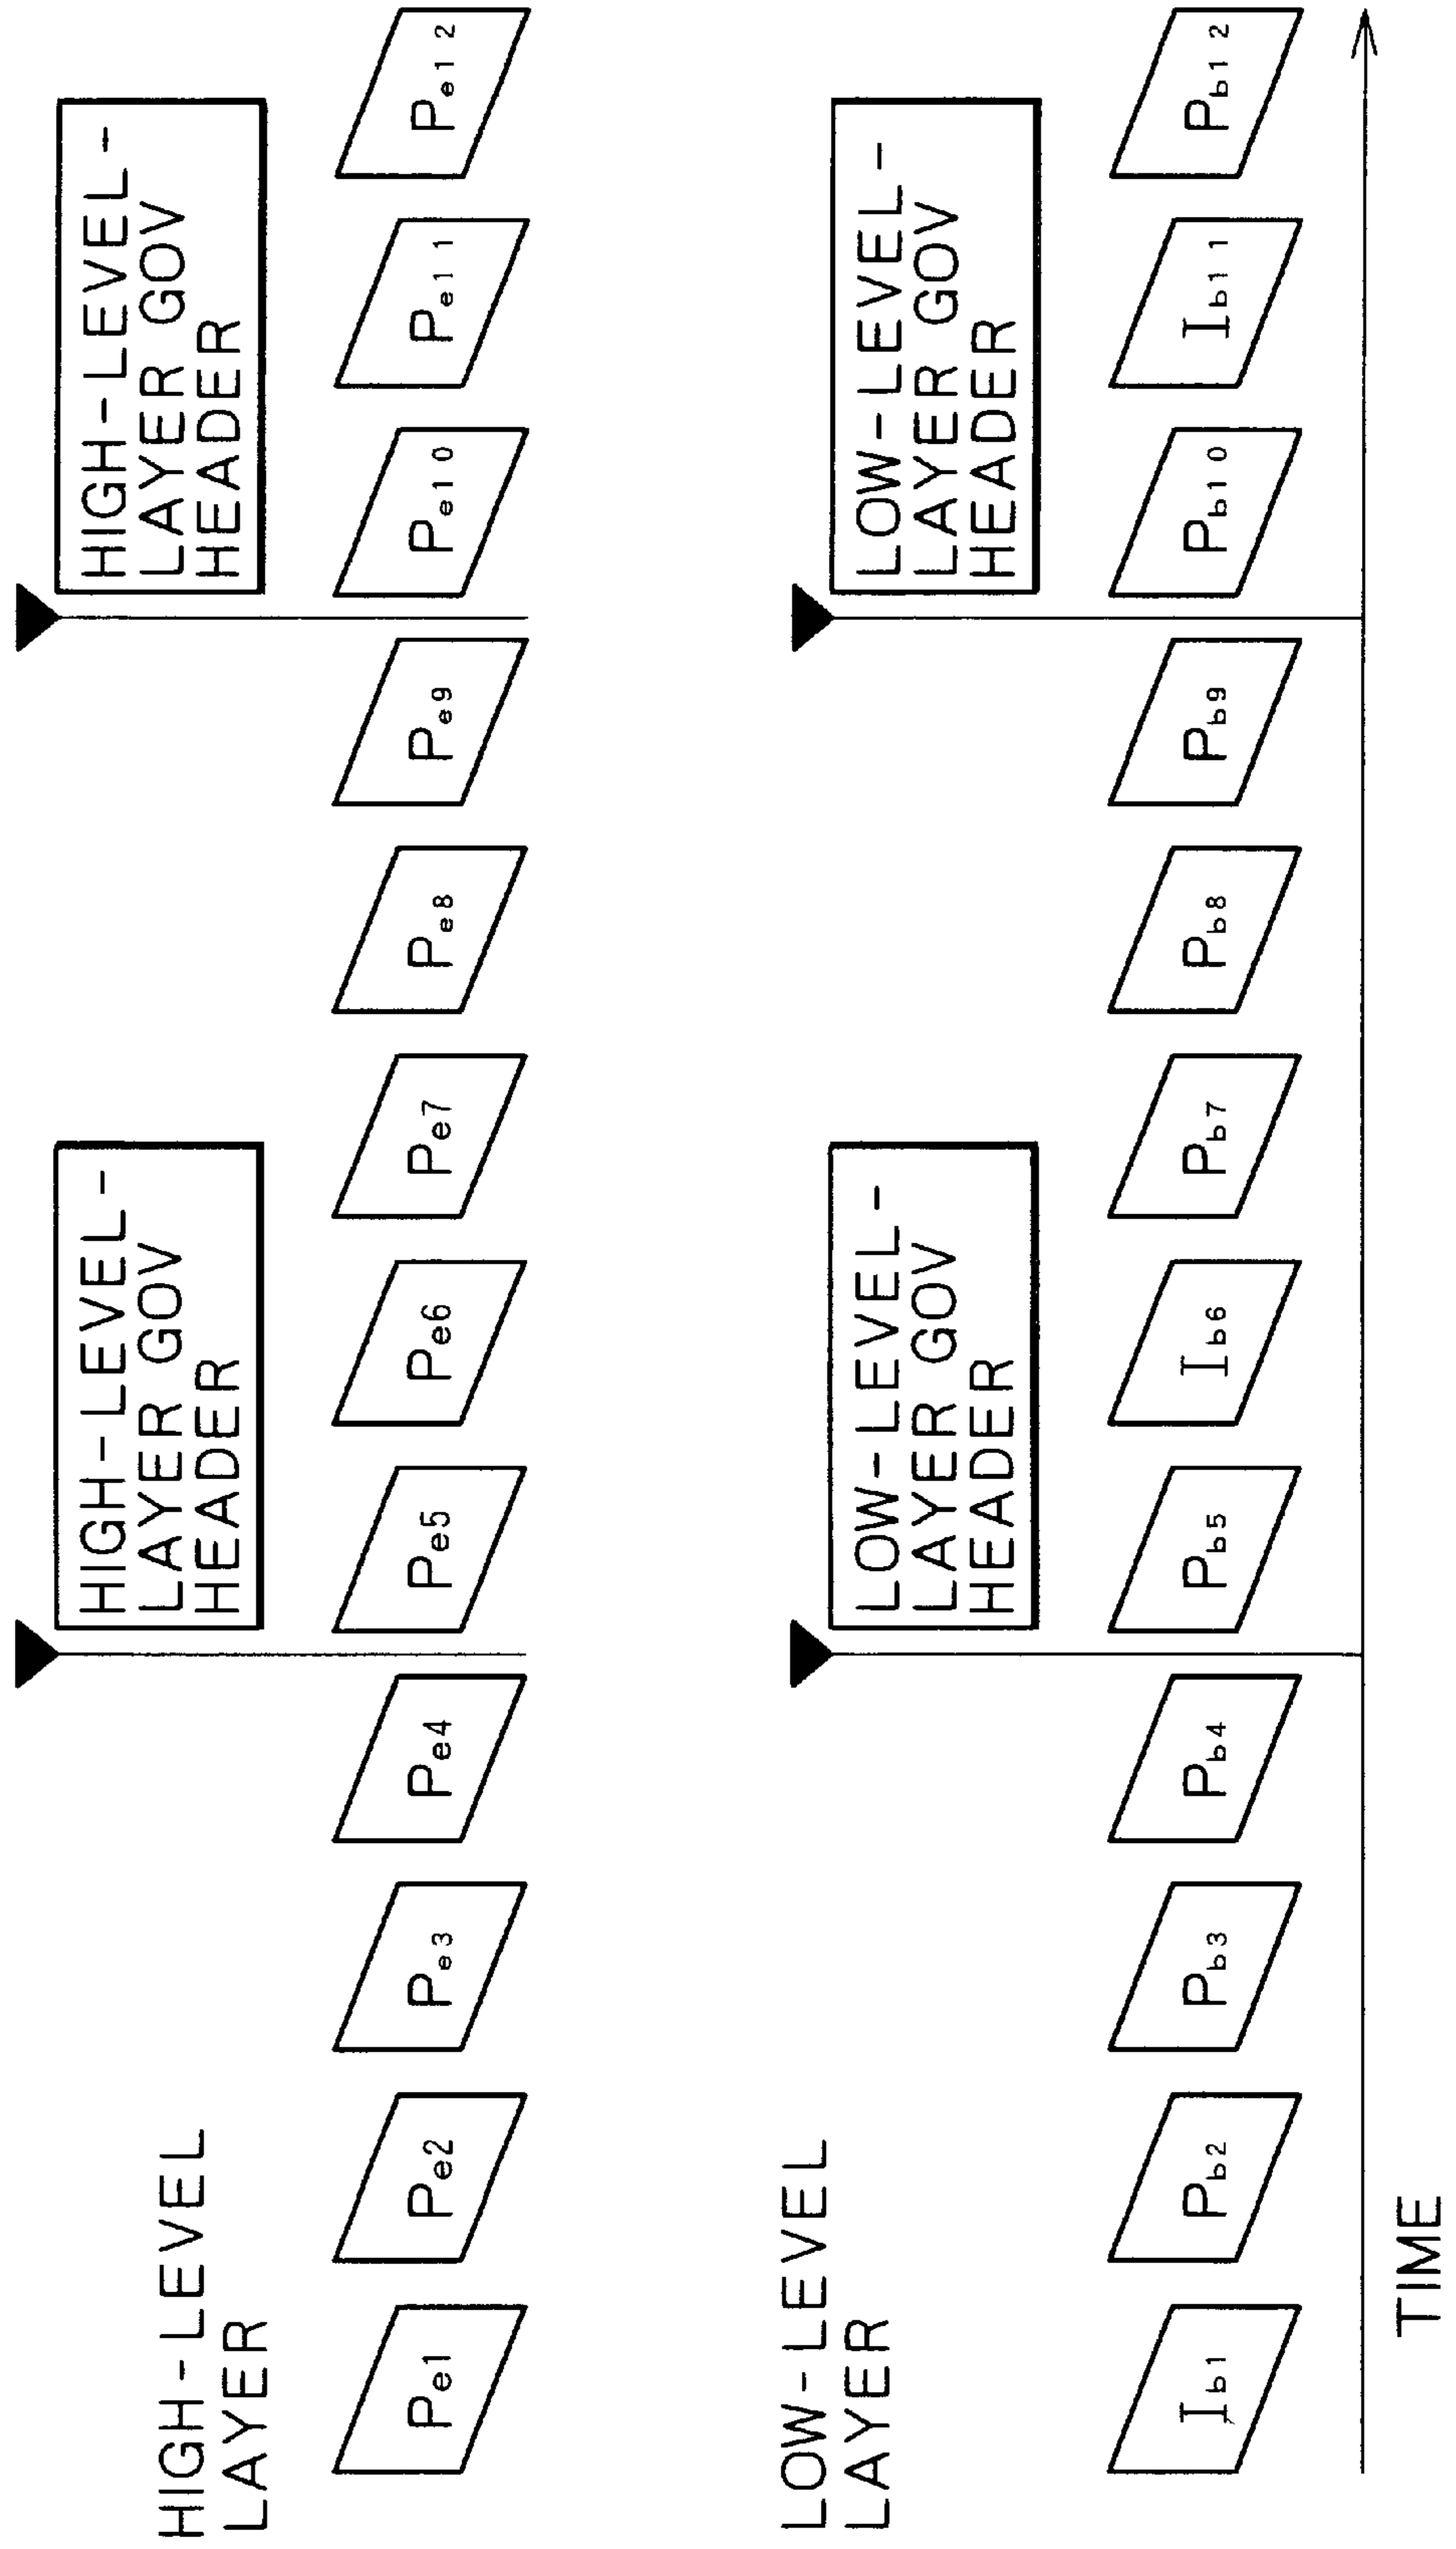 HIGH-LEVEL
LAYER
HIGH-LEVEL-
LAYER GOV
HEADER
HIGH-LEVEL-
LAYER GOV
HEADER
Pe1 Pe2 Pe3 Pe4 Pe5 Pe6 Pe7 Pe8 Pe9 Pe10 Pe11 Pe12
LOW-LEVEL
LAYER
LOW-LEVEL-
LAYER GOV
HEADER
LOW-LEVEL-
LAYER GOV
HEADER
Ib1 Pb2 Pb3 Pb4 Pb5 Ib6 Pb7 Pb8 Pb9 Pb10 Ib11 Pb12
TIME